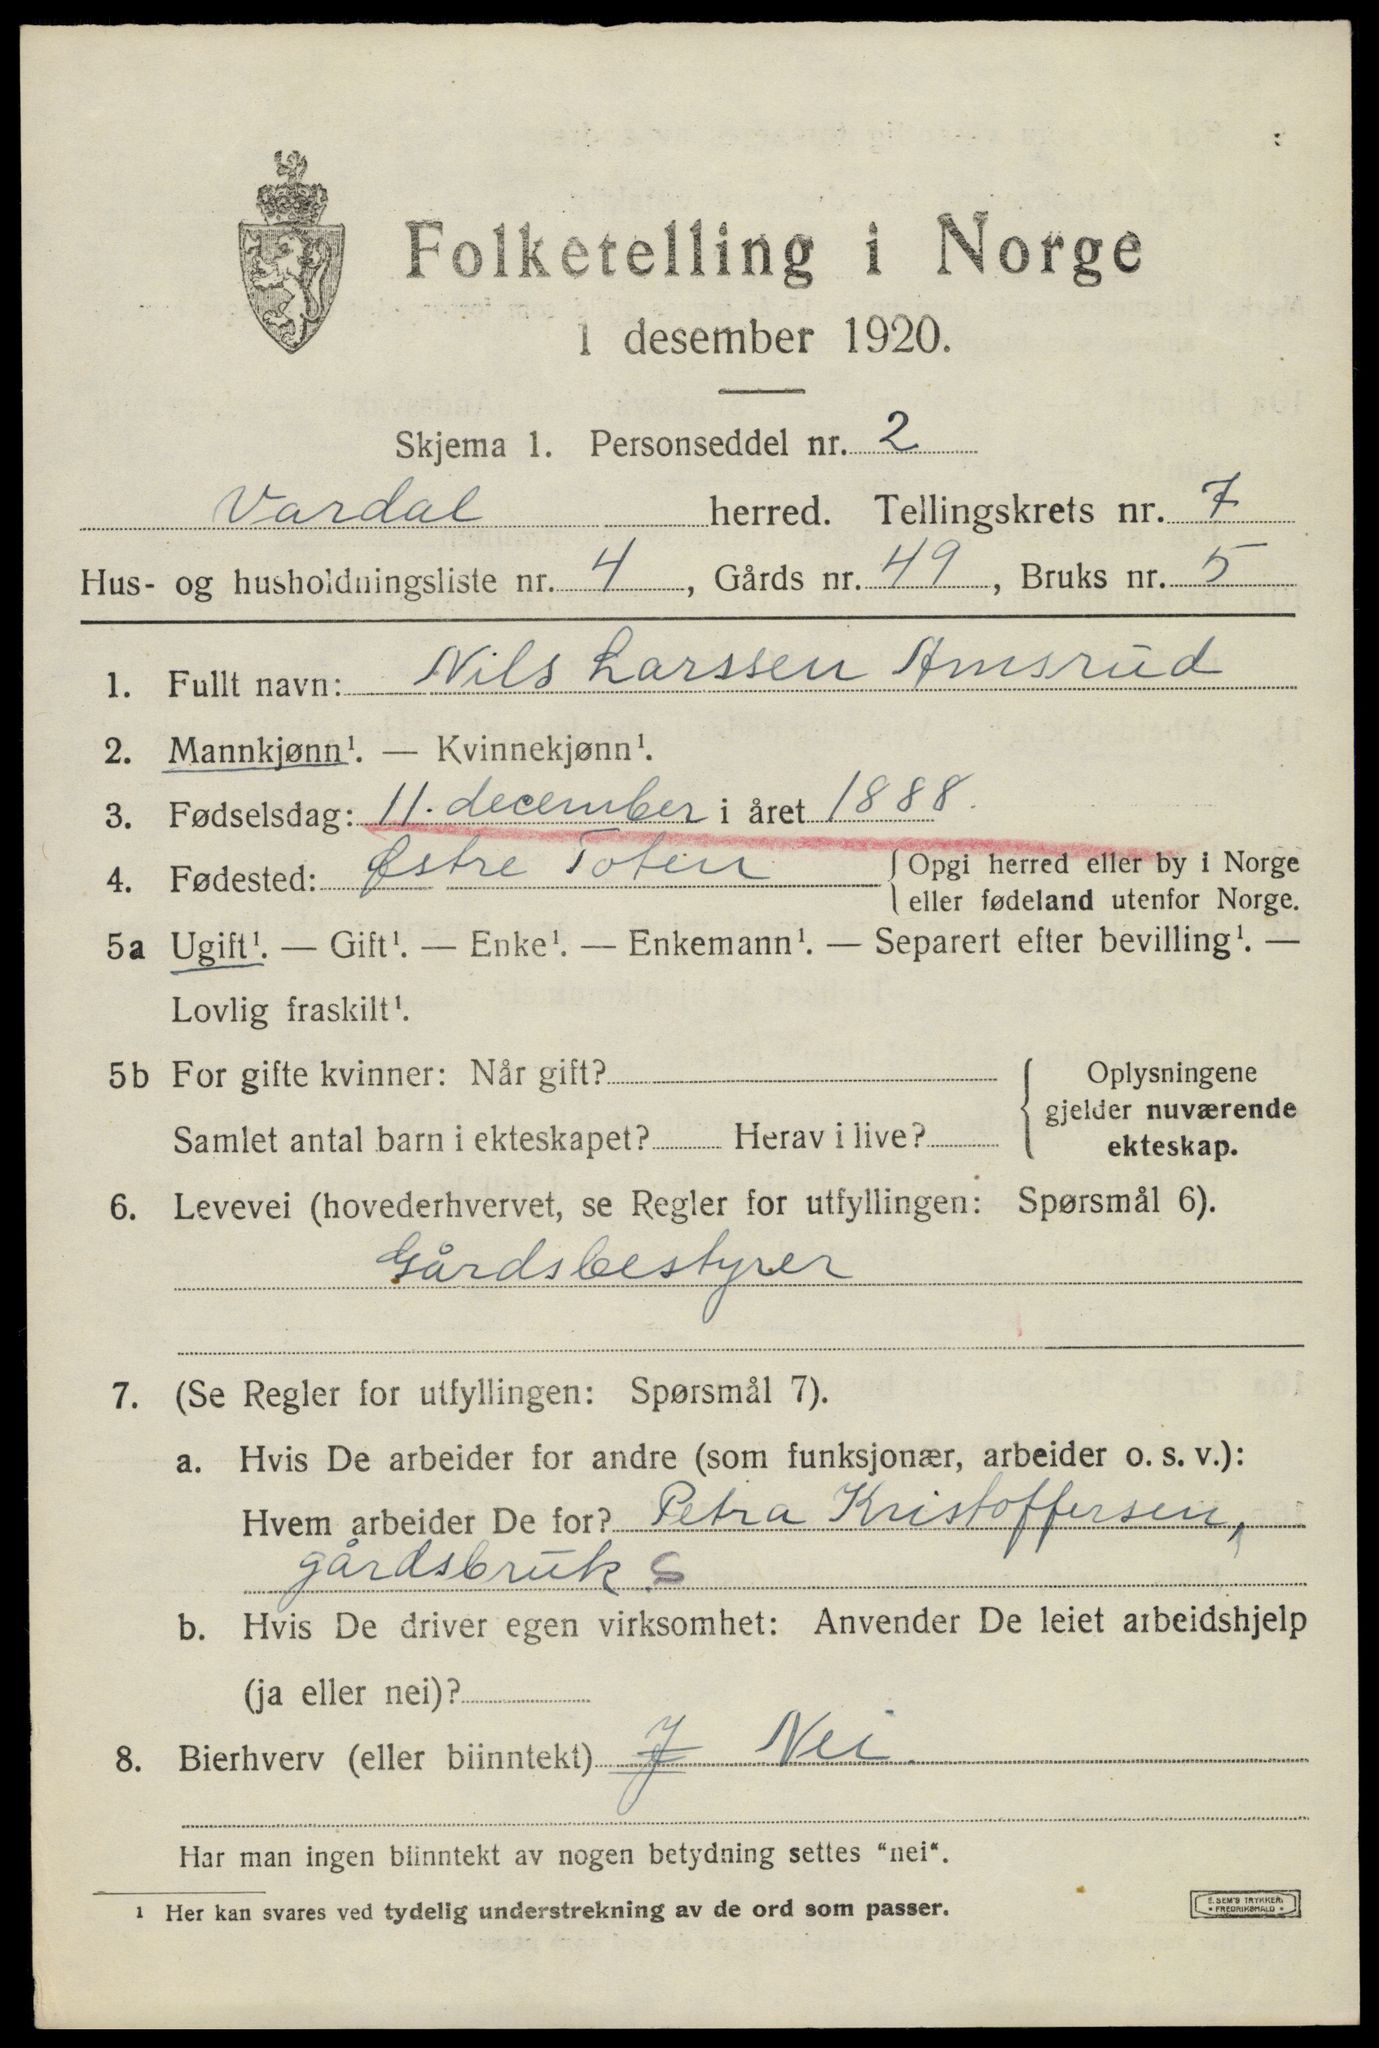 Folketelling i Norge
1 desember 1920.
Skjema 1. Personseddel nr. 2
Vardal herred. Tellingskrets nr. 7
Hus- og husholdningsliste nr. 4, Gårds nr. 49, Bruks nr. 5
1. Fullt navn: Nils Larssen Amsrud
2. Mannkjønn¹. — Kvinnekjønn¹.
3. Fødselsdag: 11. december i året 1888.
4. Fødested: Østre Toten { Opgi herred eller by i Norge
eller fødeland utenfor Norge.
5a Ugift¹. — Gift¹. — Enke¹. — Enkemann¹. — Separert efter bevilling¹. —
Lovlig fraskilt¹.
5b For gifte kvinner: Når gift?
Samlet antal barn i ekteskapet? Herav i live?
{ Oplysningene
gjelder nuværende
ekteskap.
6. Levevei (hovederhvervet, se Regler for utfyllingen: Spørsmål 6).
Gårdsbestyrer
7. (Se Regler for utfyllingen: Spørsmål 7).
a. Hvis De arbeider for andre (som funksjonær, arbeider o. s. v.):
Hvem arbeider De for? Petra Kristoffersen,
gårdsbruk S
b. Hvis De driver egen virksomhet: Anvender De leiet arbeidshjelp
(ja eller nei)?
8. Bierhverv (eller biinntekt) J Nei.
Har man ingen biinntekt av nogen betydning settes "nei".
¹ Her kan svares ved tydelig understrekning av de ord som passer.
E. SEM'S TRYKKERI
• FREDRIKSHALD •